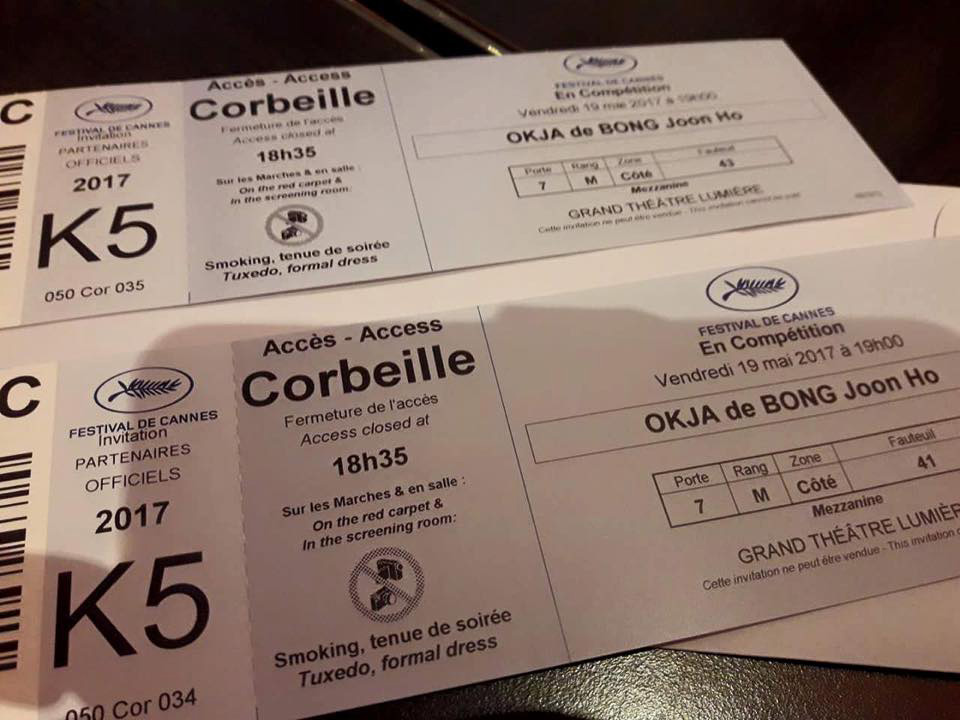 C
FESTIVAL DE CANNES
Invitation
PARTENAIRES
OFFICIELS
2017
K5
050 Cor 035
Accès - Access
Corbeille
Fermeture de l'accès
Access closed at
18h35
Sur les Marches & en salle :
On the red carpet &
In the screening room:
Smoking, tenue de soirée
Tuxedo, formal dress
FESTIVAL DE CANNES
En Compétition
Vendredi 19 mai 2017 à 19h00
OKJA de BONG Joon Ho
Porte Rang Zone Fauteuil
7 M Côté 43
Mezzanine
GRAND THÉÂTRE LUMIÈRE
Cette invitation ne peut être vendue - This invitation cannot be
C
FESTIVAL DE CANNES
Invitation
PARTENAIRES
OFFICIELS
2017
K5
050 Cor 034
Accès - Access
Corbeille
Fermeture de l'accès
Access closed at
18h35
Sur les Marches & en salle :
On the red carpet &
In the screening room:
Smoking, tenue de soirée
Tuxedo, formal dress
FESTIVAL DE CANNES
En Compétition
Vendredi 19 mai 2017 à 19h00
OKJA de BONG Joon Ho
Porte Rang Zone Fauteuil
7 M Côté 41
Mezzanine
GRAND THÉÂTRE LUMIÈR
Cette invitation ne peut être vendue - This invitation